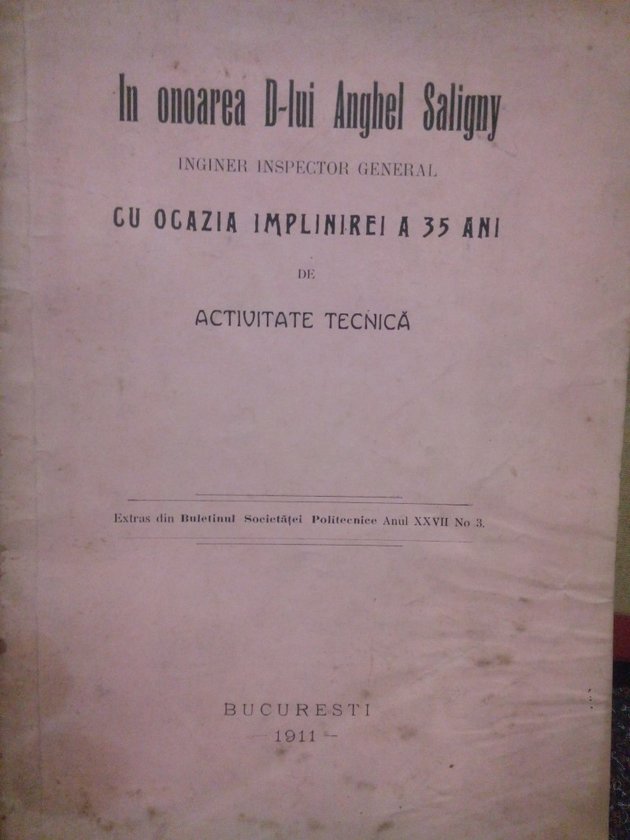 In onoarea D-lui Anghel Saligny
INGINER INSPECTOR GENERAL
CU OCAZIA IMPLINIREI A 35 ANI
DE
ACTIVITATE TECNICĂ
Extras din Buletinul Societăței Politecnice Anul XXVII No 3.
BUCURESTI
— 1911 —